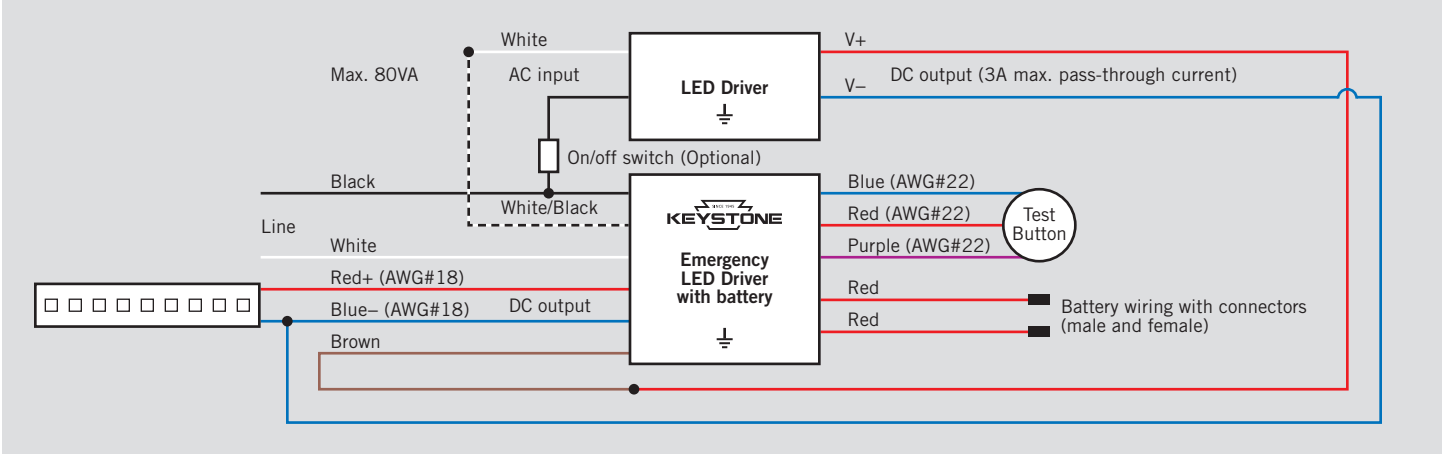 White
V+
Max. 80VA
AC input
LED Driver
DC output (3A max. pass-through current)
V–
On/off switch (Optional)
Black
Blue (AWG#22)
White/Black
SINCE 1945
KEYSTONE
Red (AWG#22)
Test
Button
Line
White
Purple (AWG#22)
Emergency
LED Driver
with battery
Red+ (AWG#18)
Blue– (AWG#18)
DC output
Red
Battery wiring with connectors
(male and female)
Red
Brown